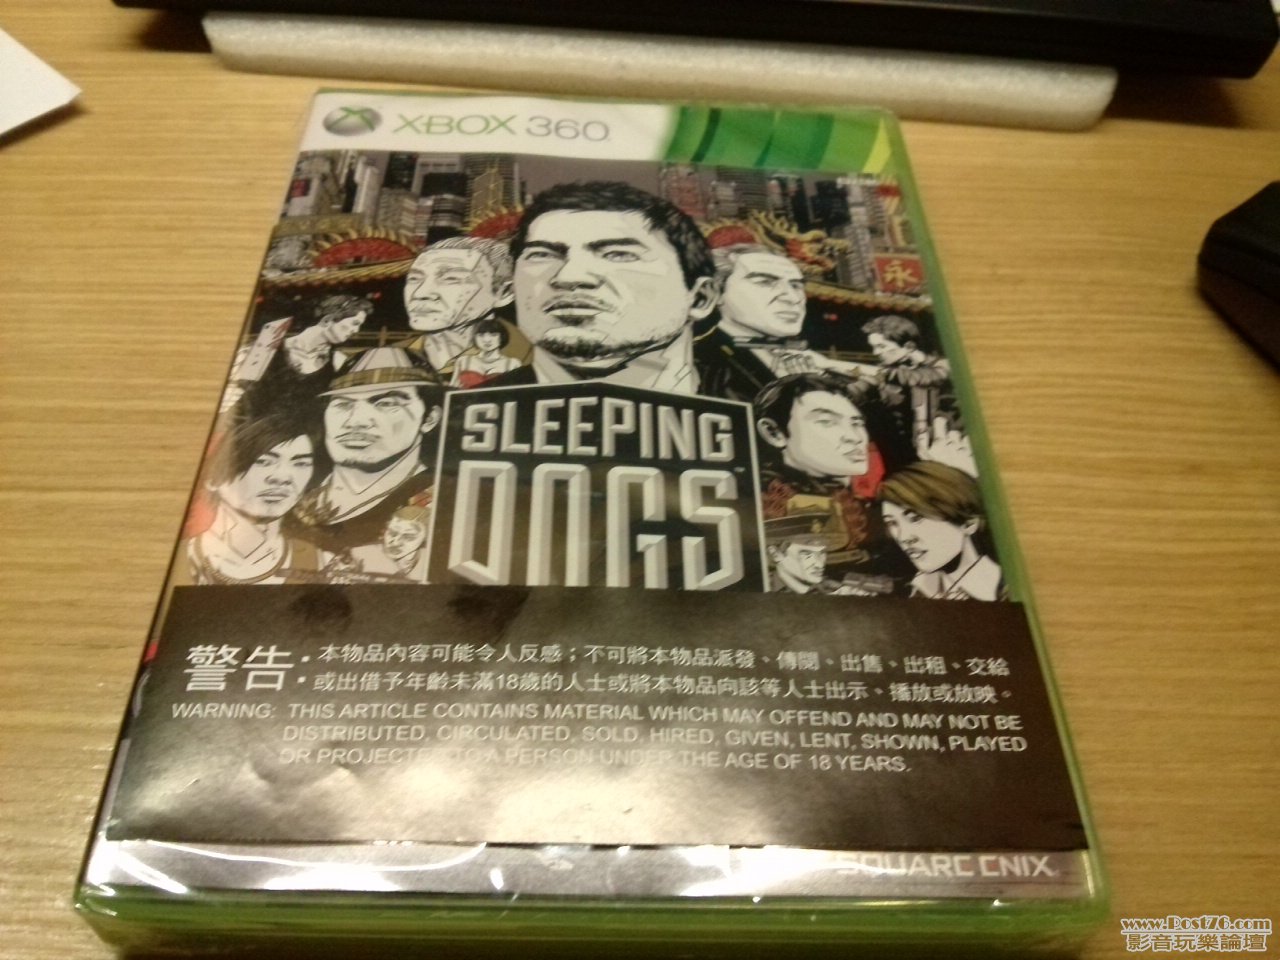 XBOX 360
永
SLEEPING
DOGS
警告:
本物品內容可能令人反感；不可將本物品派發、傳閱、出售、出租、交給
或出借予年齡未滿18歲的人士或將本物品向該等人士出示、播放或放映。
WARNING: THIS ARTICLE CONTAINS MATERIAL WHICH MAY OFFEND AND MAY NOT BE
DISTRIBUTED, CIRCULATED, SOLD, HIRED, GIVEN, LENT, SHOWN, PLAYED
OR PROJECTED TO A PERSON UNDER THE AGE OF 18 YEARS.
SQUARE ENIX
www.Post76.com
影音玩樂論壇